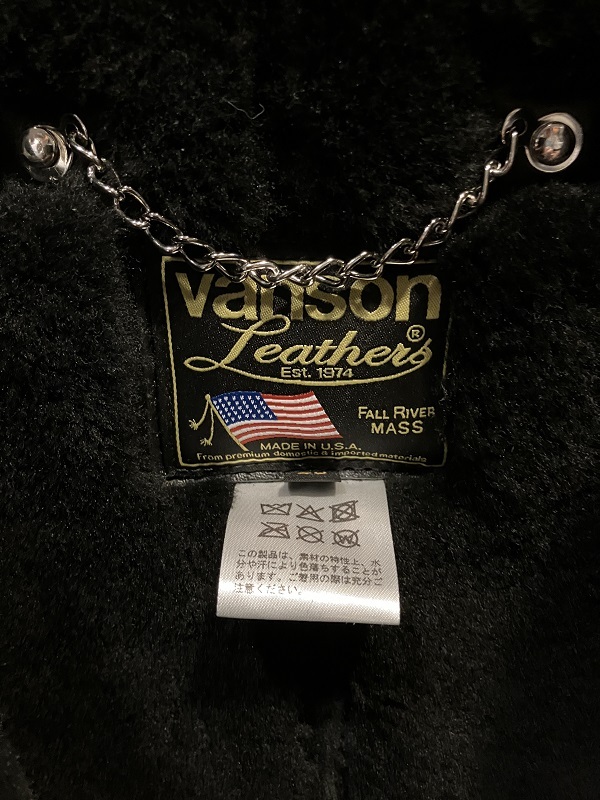 vanson
Leathers®
Est. 1974
FALL RIVER
MASS
MADE IN U.S.A.
From premium domestic & imported materials
この製品は、素材の特性上、水
分や汗により色落ちすることが
あります。ご着用の際は充分ご
注意ください。